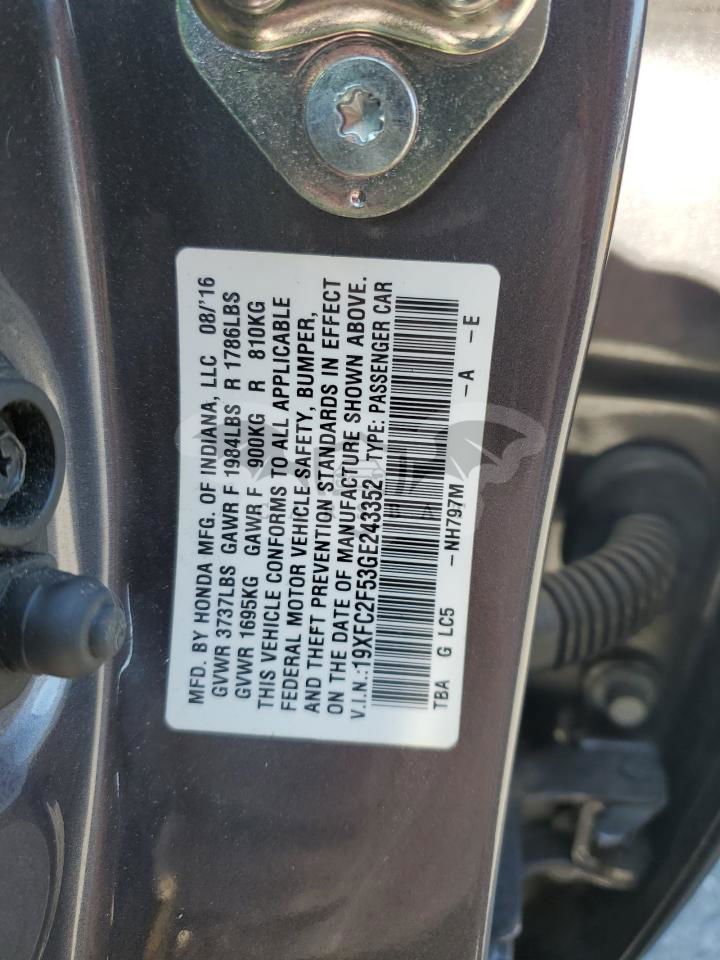 MFD. BY HONDA MFG. OF INDIANA, LLC 08/'16
GVWR 3737LBS GAWR F 1984LBS R 1786LBS
GVWR 1695KG GAWR F 900KG R 810KG
THIS VEHICLE CONFORMS TO ALL APPLICABLE
FEDERAL MOTOR VEHICLE SAFETY, BUMPER,
AND THEFT PREVENTION STANDARDS IN EFFECT
ON THE DATE OF MANUFACTURE SHOWN ABOVE.
V.I.N.:19XFC2F53GE243352 TYPE: PASSENGER CAR
TBA G LC5 -NH797M -A -E